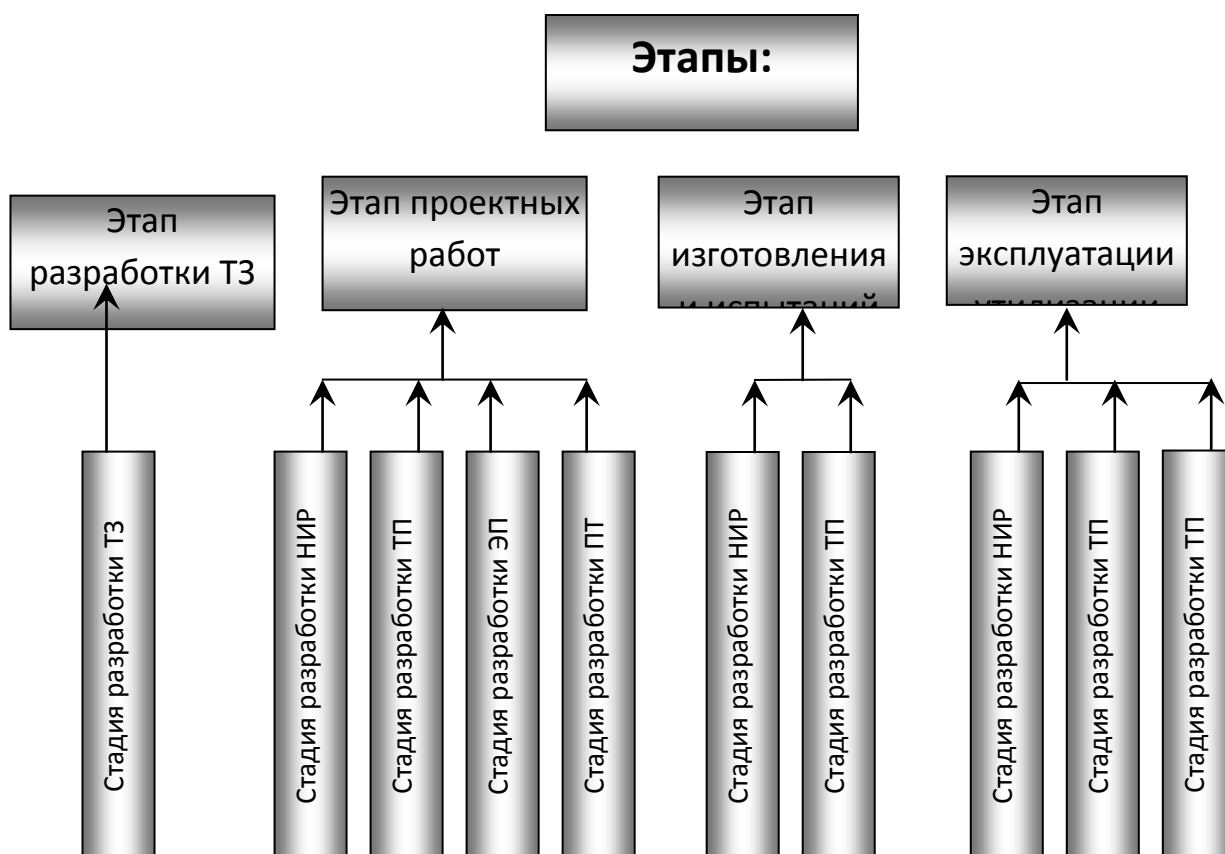 Этапы:
Этап
разработки ТЗ
Этап проектных
работ
Этап
изготовления
и испытаний
Этап
эксплуатации
утилизации
Стадия разработки ТЗ
Стадия разработки НИР
Стадия разработки ТП
Стадия разработки ЭП
Стадия разработки ПТ
Стадия разработки НИР
Стадия разработки ТП
Стадия разработки НИР
Стадия разработки ТП
Стадия разработки ТП